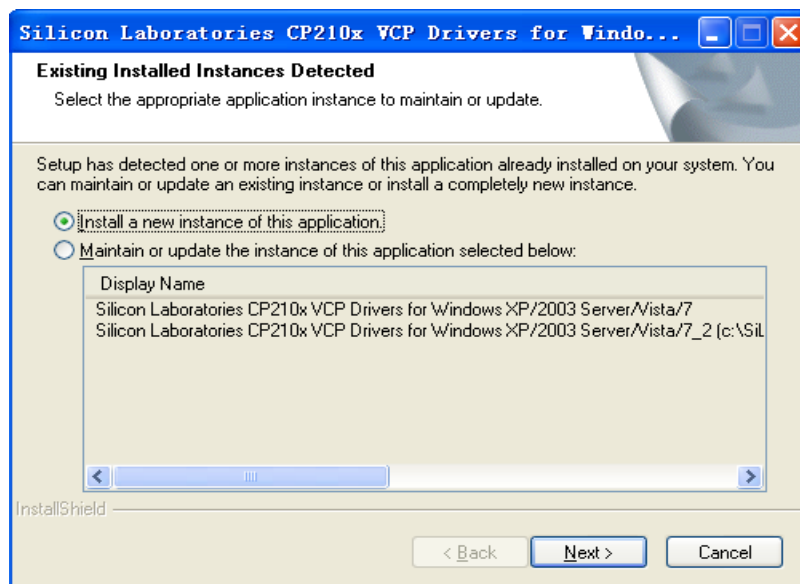 Silicon Laboratories CP210x VCP Drivers for Windo...
Existing Installed Instances Detected
Select the appropriate application instance to maintain or update.
Setup has detected one or more instances of this application already installed on your system. You
can maintain or update an existing instance or install a completely new instance.
Install a new instance of this application.
Maintain or update the instance of this application selected below:
Display Name
Silicon Laboratories CP210x VCP Drivers for Windows XP/2003 Server/Vista/7
Silicon Laboratories CP210x VCP Drivers for Windows XP/2003 Server/Vista/7_2 (c:\SiL
InstallShield
< Back
Next >
Cancel